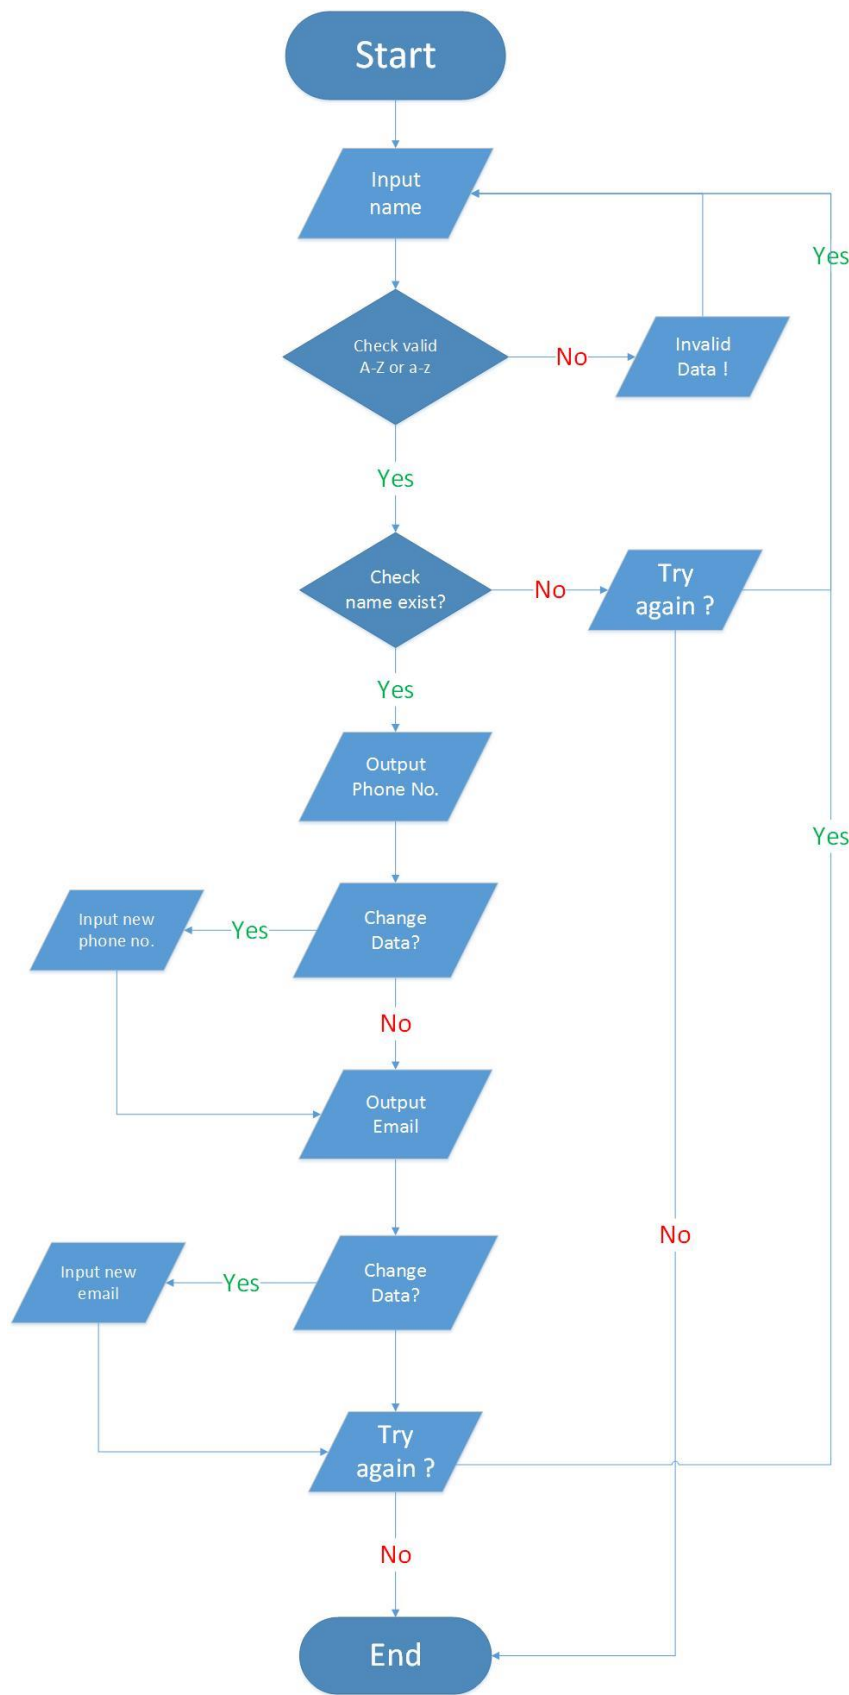 Start
Input
name
Yes
Check valid
A-Z or a-z
No
Invalid
Data !
Yes
Check
name exist?
No
Try
again ?
Yes
Output
Phone No.
Yes
Change
Data?
Yes
Input new
phone no.
No
Output
Email
No
Change
Data?
Yes
Input new
email
Try
again ?
No
End